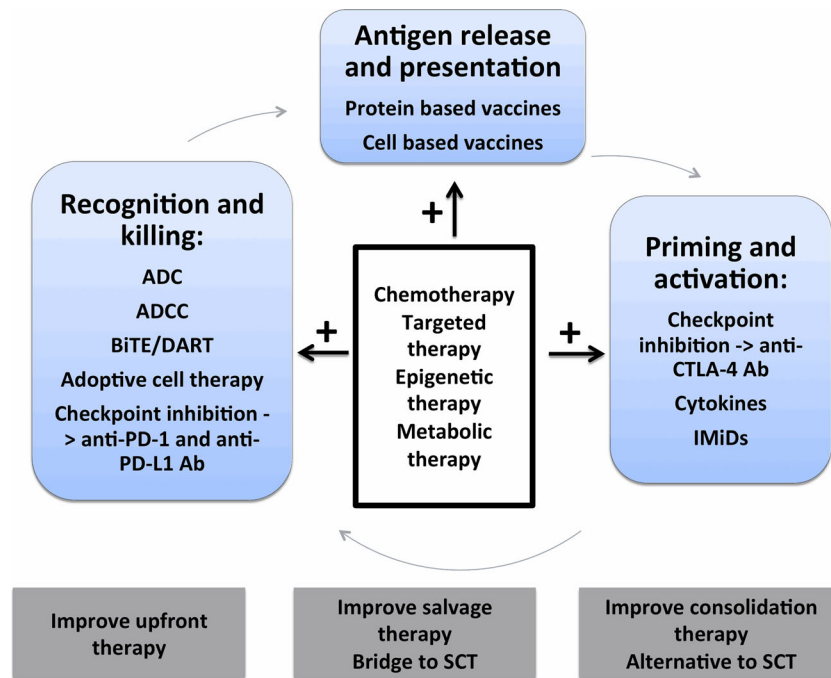 Antigen release
and presentation
Protein based vaccines
Cell based vaccines
Recognition and
killing:
ADC
ADCC
BiTE/DART
Adoptive cell therapy
Checkpoint inhibition -
> anti-PD-1 and anti-
PD-L1 Ab
+
+
+
Chemotherapy
Targeted
therapy
Epigenetic
therapy
Metabolic
therapy
Priming and
activation:
Checkpoint
inhibition -> anti-
CTLA-4 Ab
Cytokines
IMiDs
Improve upfront
therapy
Improve salvage
therapy
Bridge to SCT
Improve consolidation
therapy
Alternative to SCT